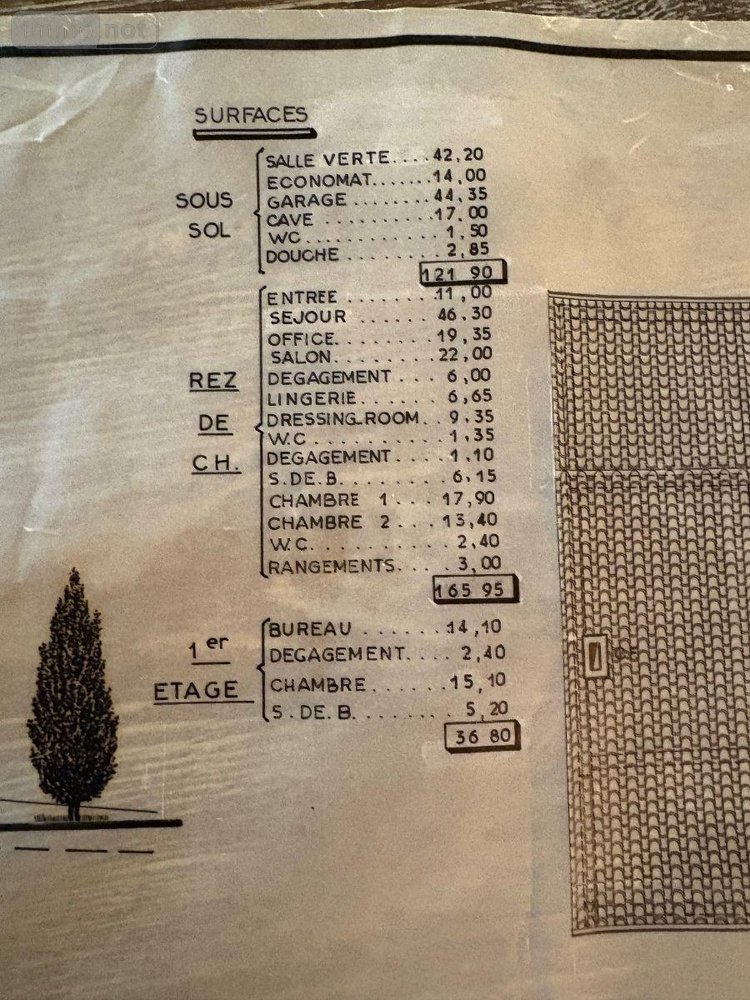 immo not
SURFACES
SOUS
SOL
SALLE VERTE....42,20
ECONOMAT.......14,00
GARAGE ........44,35
CAVE ..........17,00
WC............. 1,50
DOUCHE ........ 2,85
121 90
REZ
DE
CH.
ENTREE ........11,00
SEJOUR ...... 46,30
OFFICE........ 19,35
SALON......... 22,00
DEGAGEMENT ... 6,00
LINGERIE...... 6,65
DRESSING_ROOM.. 9,35
W.C .......... 1,35
DEGAGEMENT.... 1,10
S.DE.B........ 6,15
CHAMBRE 1... 17,90
CHAMBRE 2... 13,40
W.C.......... 2,40
RANGEMENTS.... 3,00
165 95
1er
ETAGE
BUREAU ...... 14,10
DEGAGEMENT.... 2,40
CHAMBRE......15,10
S.DE.B........ 5,20
36 80